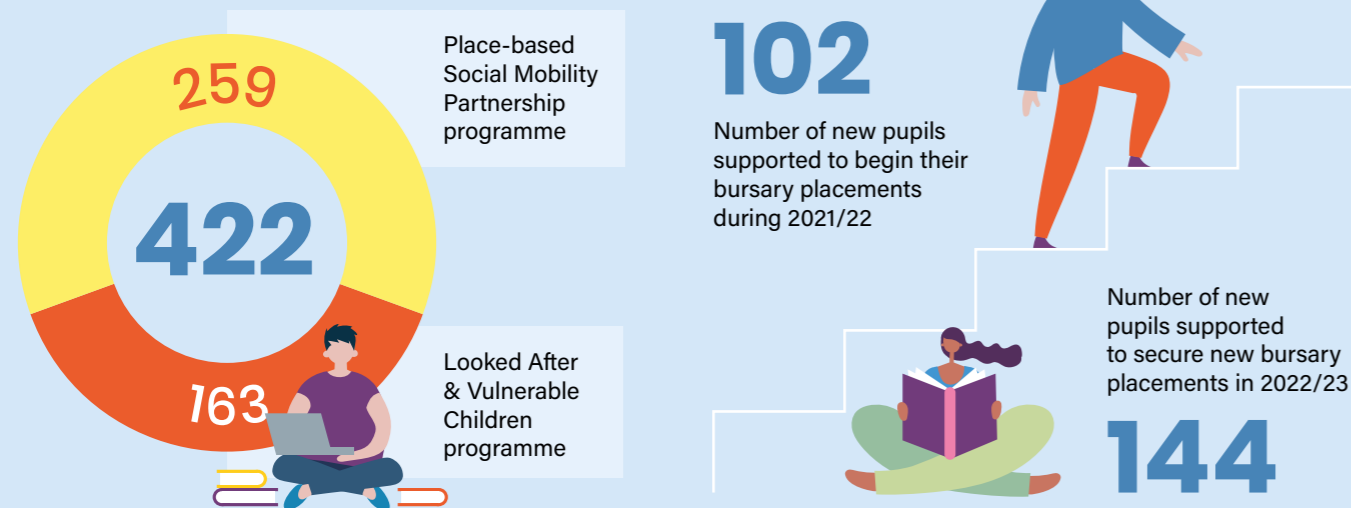 259
422
163
Place-based
Social Mobility
Partnership
programme
Looked After
& Vulnerable
Children
programme
102
Number of new pupils
supported to begin their
bursary placements
during 2021/22
Number of new
pupils supported
to secure new bursary
placements in 2022/23
144